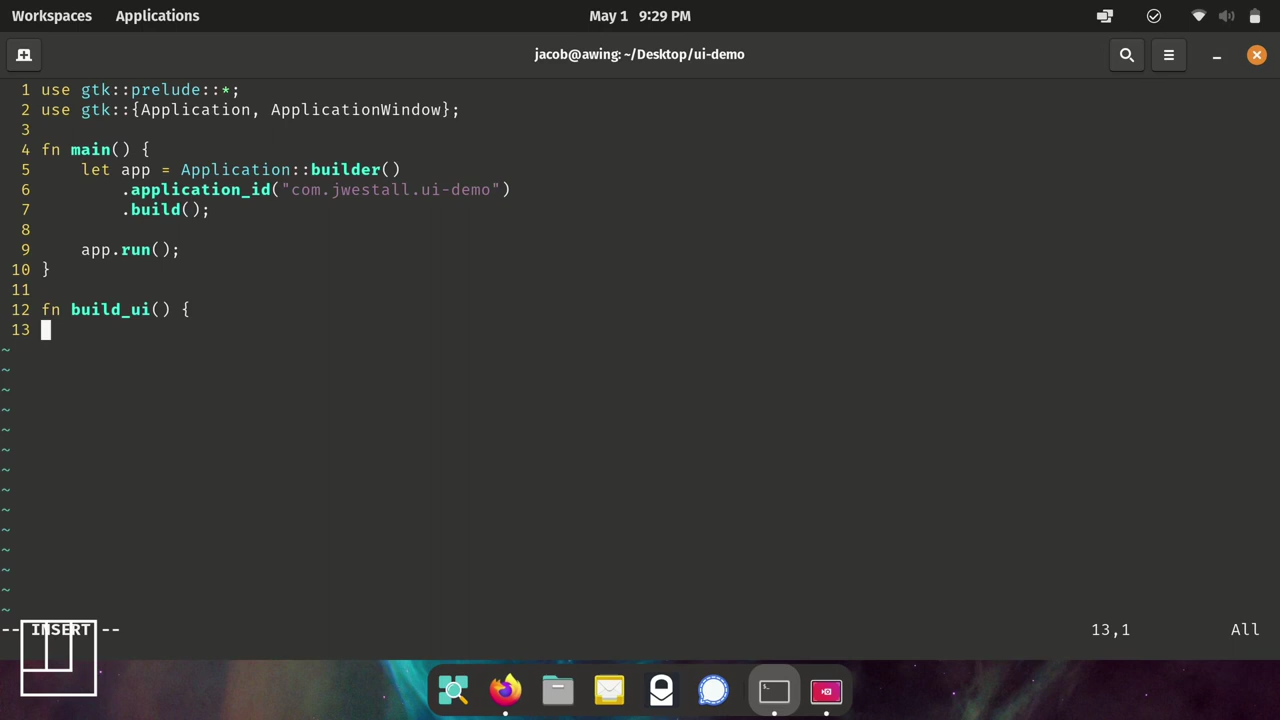 Workspaces Applications May 1 9:29 PM
jacob@awing: ~/Desktop/ui-demo
1 use gtk::prelude::*;
2 use gtk::{Application, ApplicationWindow};
3
4 fn main() {
5     let app = Application::builder()
6         .application_id("com.jwestall.ui-demo")
7         .build();
8
9     app.run();
10 }
11
12 fn build_ui() {
13
~
~
~
~
~
~
~
~
~
~
~
~
~
~
-- INSERT -- 13,1 All